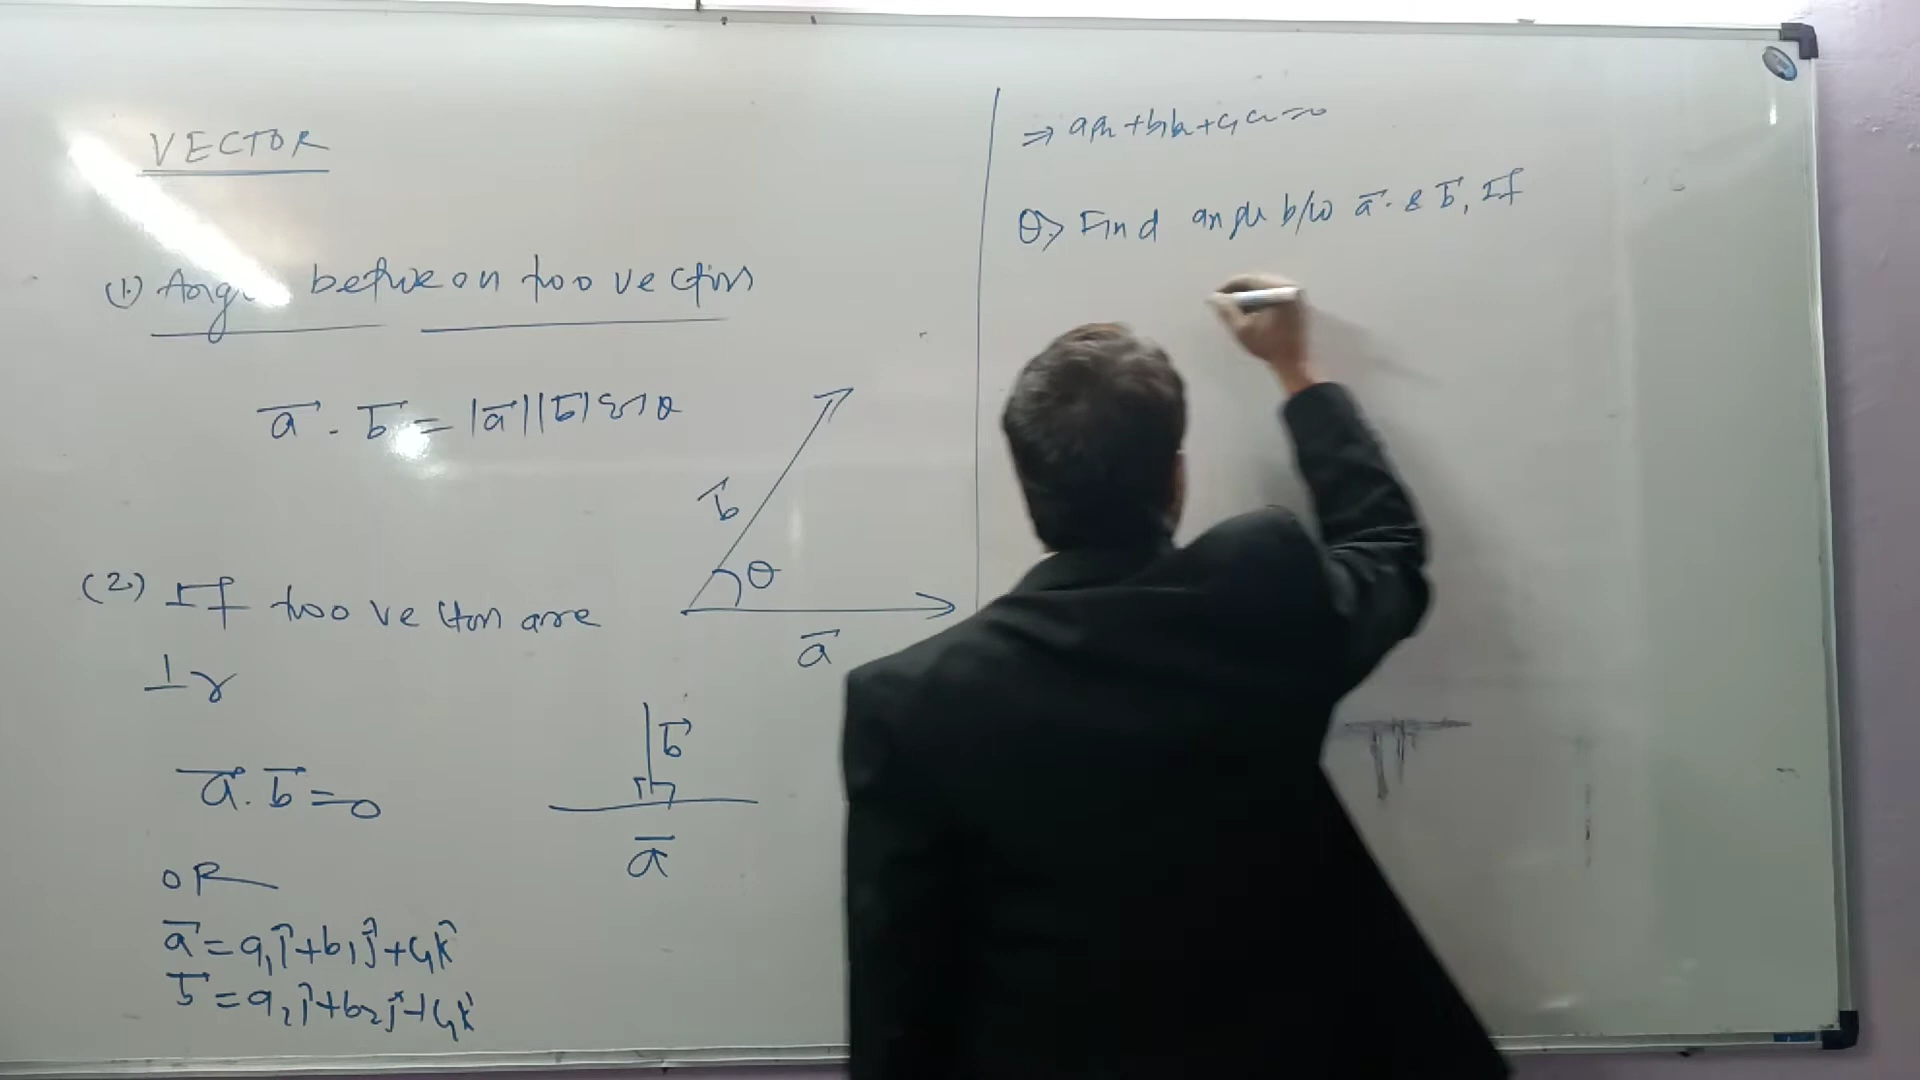 VECTOR
(1) Angle between two vectors
a⃗ . b⃗ = |a⃗||b⃗| cos θ
b⃗
θ
a⃗
(2) If two vectors are
⊥r
a⃗.b⃗=0
b⃗
a⃗
OR
a⃗ = a₁î+b₁ĵ+c₁k̂
b⃗ = a₂î+b₂ĵ+c₂k̂
⇒ a₁a₂+b₁b₂+c₁c₂=0
Q> Find angle b/w a⃗. & b⃗, If